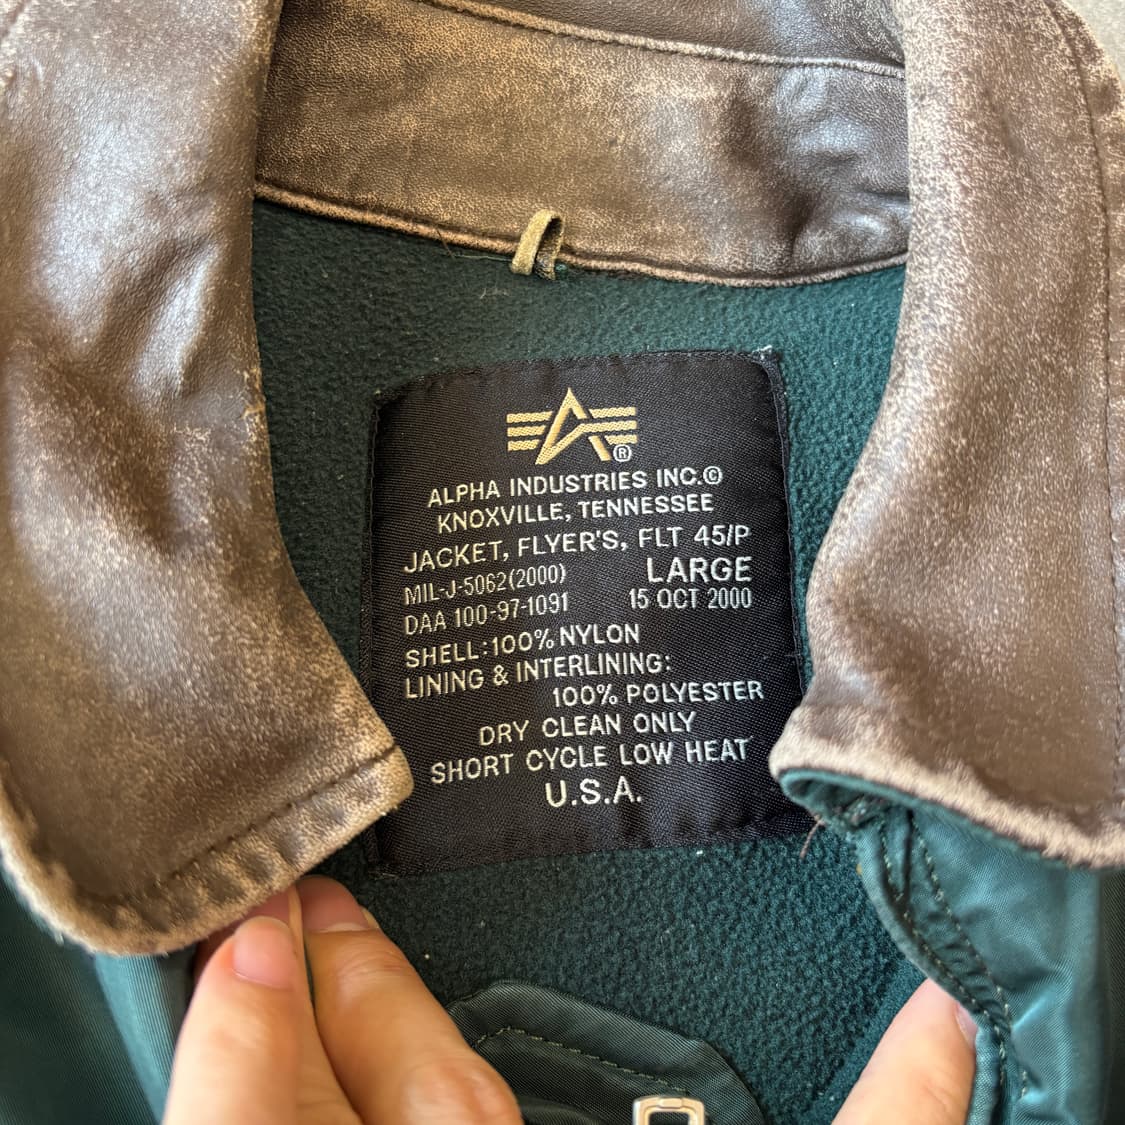 ®
ALPHA INDUSTRIES INC.©
KNOXVILLE, TENNESSEE
JACKET, FLYER'S, FLT 45/P
MIL-J-5062(2000) LARGE
DAA 100-97-1091 15 OCT 2000
SHELL:100% NYLON
LINING & INTERLINING:
100% POLYESTER
DRY CLEAN ONLY
SHORT CYCLE LOW HEAT
U.S.A.